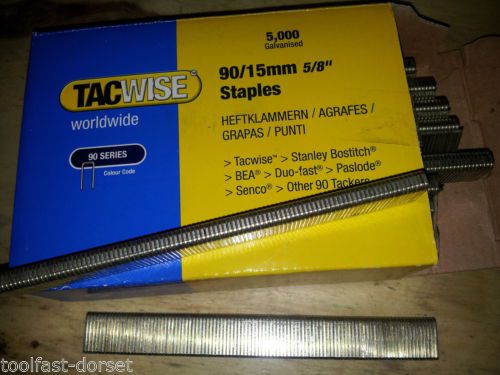 5,000
Galvanised
TACWISE
worldwide
90 SERIES
Colour Code
90/15mm 5/8"
Staples
HEFTKLAMMERN / AGRAFES /
GRAPAS / PUNTI
> Tacwise™ > Stanley Bostitch®
> BEA® > Duo-fast® > Paslode®
> Senco® > Other 90 Tackers
toolfast-dorset